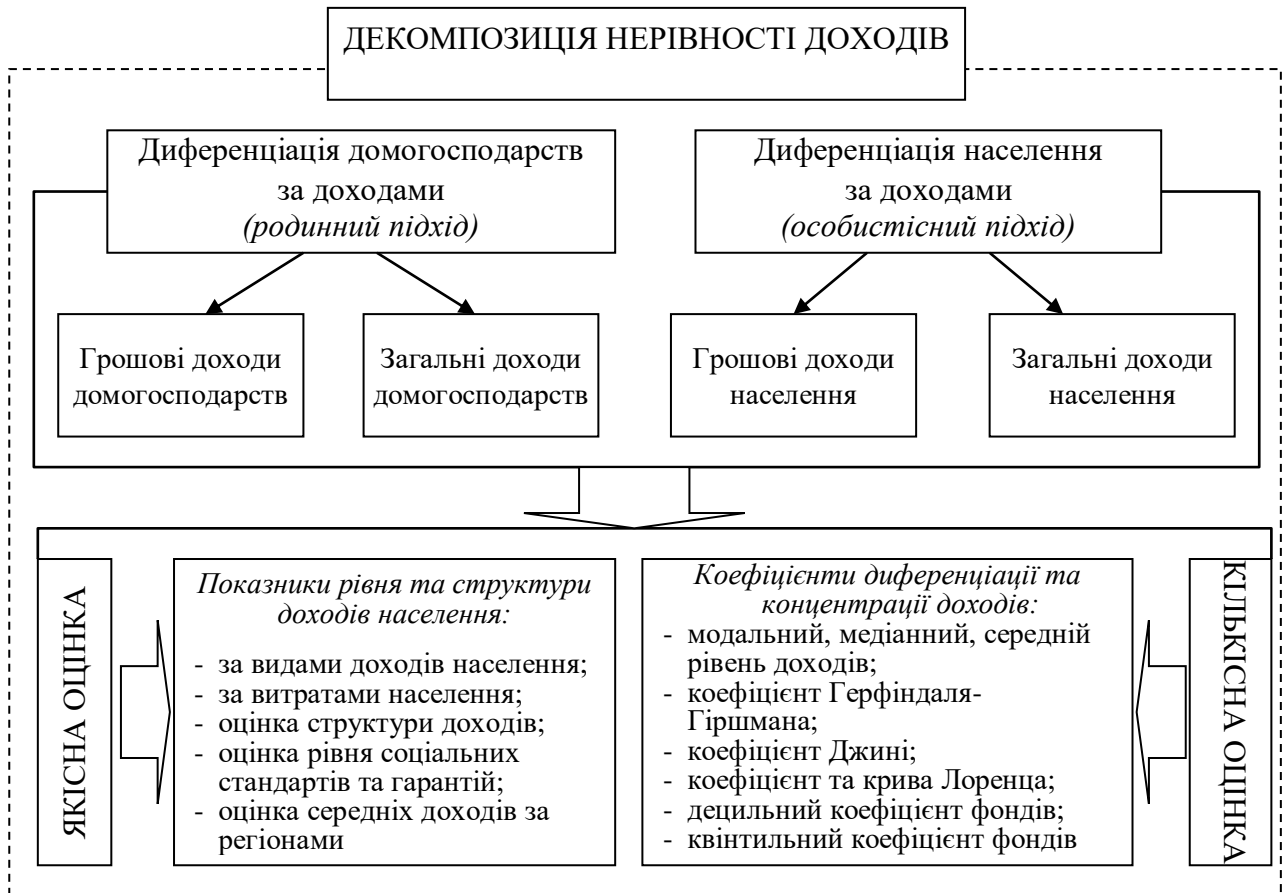 ДЕКОМПОЗИЦІЯ НЕРІВНОСТІ ДОХОДІВ
Диференціація домогосподарств
за доходами
(родинний підхід)
Диференціація населення
за доходами
(особистісний підхід)
Грошові доходи
домогосподарств
Загальні доходи
домогосподарств
Грошові доходи
населення
Загальні доходи
населення
ЯКІСНА ОЦІНКА
Показники рівня та структури
доходів населення:
- за видами доходів населення;
- за витратами населення;
- оцінка структури доходів;
- оцінка рівня соціальних
стандартів та гарантій;
- оцінка середніх доходів за
регіонами
Коефіцієнти диференціації та
концентрації доходів:
- модальний, медіанний, середній
рівень доходів;
- коефіцієнт Герфіндаля-
Гіршмана;
- коефіцієнт Джині;
- коефіцієнт та крива Лоренца;
- децильний коефіцієнт фондів;
- квінтильний коефіцієнт фондів
КІЛЬКІСНА ОЦІНКА